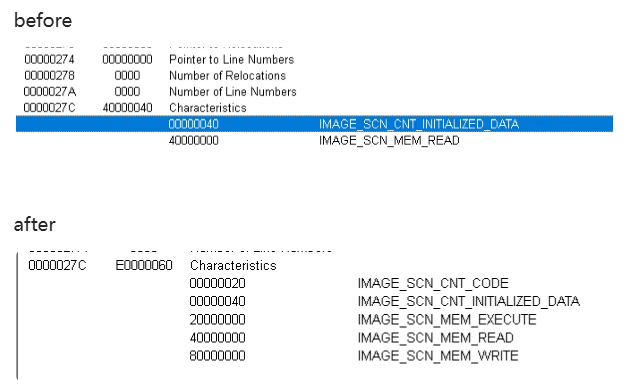 before
00000274 00000000 Pointer to Line Numbers
00000278 0000 Number of Relocations
0000027A 0000 Number of Line Numbers
0000027C 40000040 Characteristics
00000040 IMAGE_SCN_CNT_INITIALIZED_DATA
40000000 IMAGE_SCN_MEM_READ
after
0000027C E0000060 Characteristics
00000020 IMAGE_SCN_CNT_CODE
00000040 IMAGE_SCN_CNT_INITIALIZED_DATA
20000000 IMAGE_SCN_MEM_EXECUTE
40000000 IMAGE_SCN_MEM_READ
80000000 IMAGE_SCN_MEM_WRITE